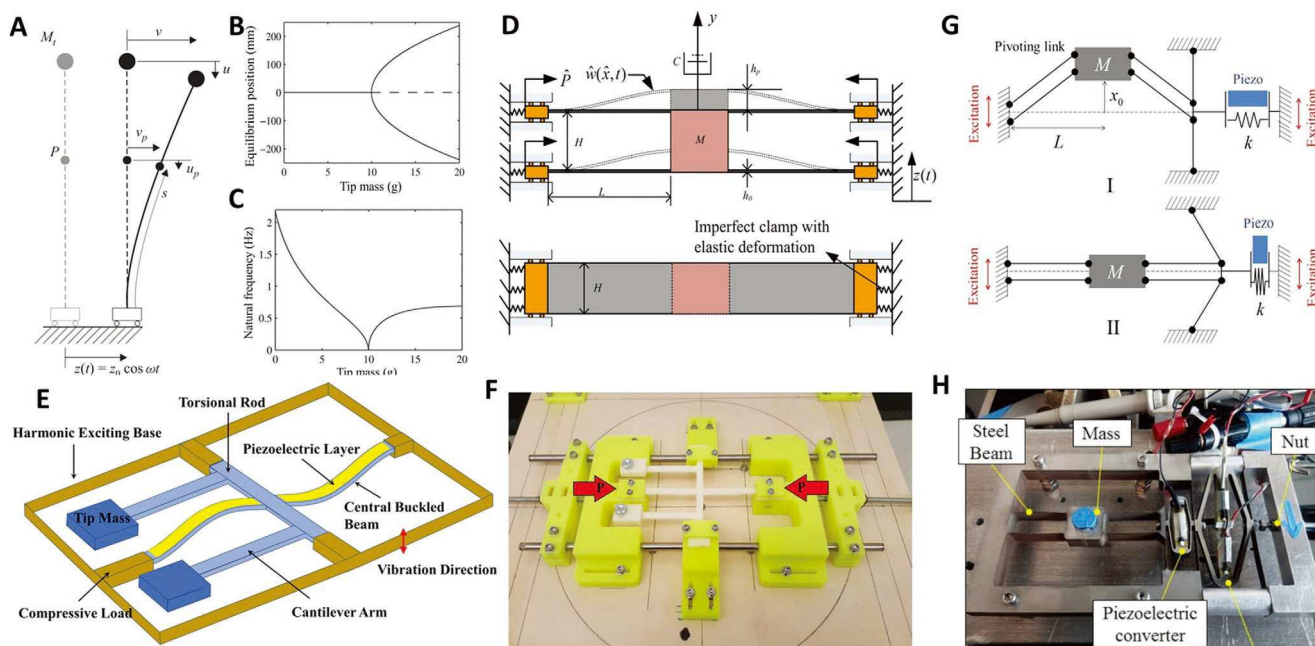 A
M_t
v
u
v_p
P
u_p
s
z(t) = z_0 cos ωt
B
Equilibrium position (mm)
200
100
0
−100
−200
0
5
10
15
20
Tip mass (g)
C
Natural frequency (Hz)
2
1.5
1
0.5
0
0
5
10
15
20
Tip mass (g)
D
y
C
P̂
ŵ(x̂,t)
h_p
H
M
L
h_0
z(t)
Imperfect clamp with
elastic deformation
H
G
Pivoting link
M
Piezo
Excitation
x_0
Excitation
L
k
I
Piezo
Excitation
M
Excitation
k
II
E
Torsional Rod
Harmonic Exciting Base
Piezoelectric Layer
Central Buckled
Beam
Tip Mass
Vibration Direction
Compressive Load
Cantilever Arm
F
P
P
H
Steel
Beam
Mass
Nut
Piezoelectric
converter